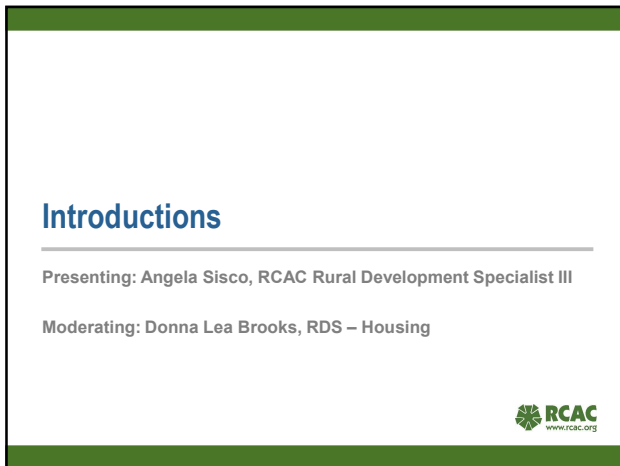 Introductions
Presenting: Angela Sisco, RCAC Rural Development Specialist III
Moderating: Donna Lea Brooks, RDS – Housing
RCAC
www.rcac.org